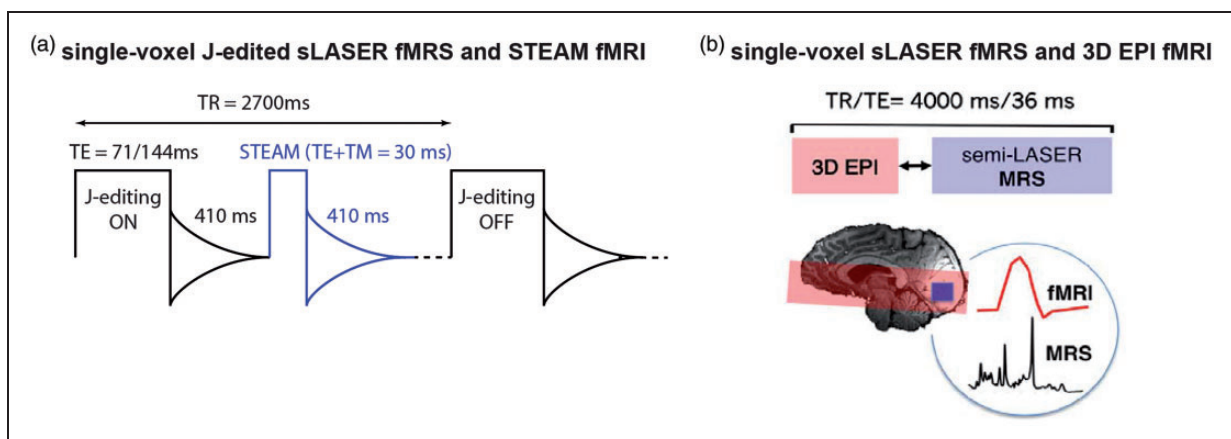 (a) single-voxel J-edited sLASER fMRS and STEAM fMRI
TR = 2700ms
TE = 71/144ms
STEAM (TE+TM = 30 ms)
J-editing
ON
410 ms
410 ms
J-editing
OFF
(b) single-voxel sLASER fMRS and 3D EPI fMRI
TR/TE= 4000 ms/36 ms
3D EPI
semi-LASER
MRS
fMRI
MRS